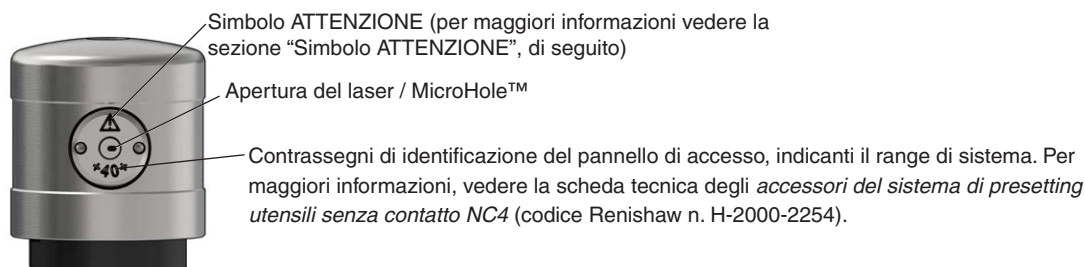 Simbolo ATTENZIONE (per maggiori informazioni vedere la
sezione “Simbolo ATTENZIONE”, di seguito)
Apertura del laser / MicroHole™
Contrassegni di identificazione del pannello di accesso, indicanti il range di sistema. Per
maggiori informazioni, vedere la scheda tecnica degli accessori del sistema di presetting
utensili senza contatto NC4 (codice Renishaw n. H-2000-2254).
*40*